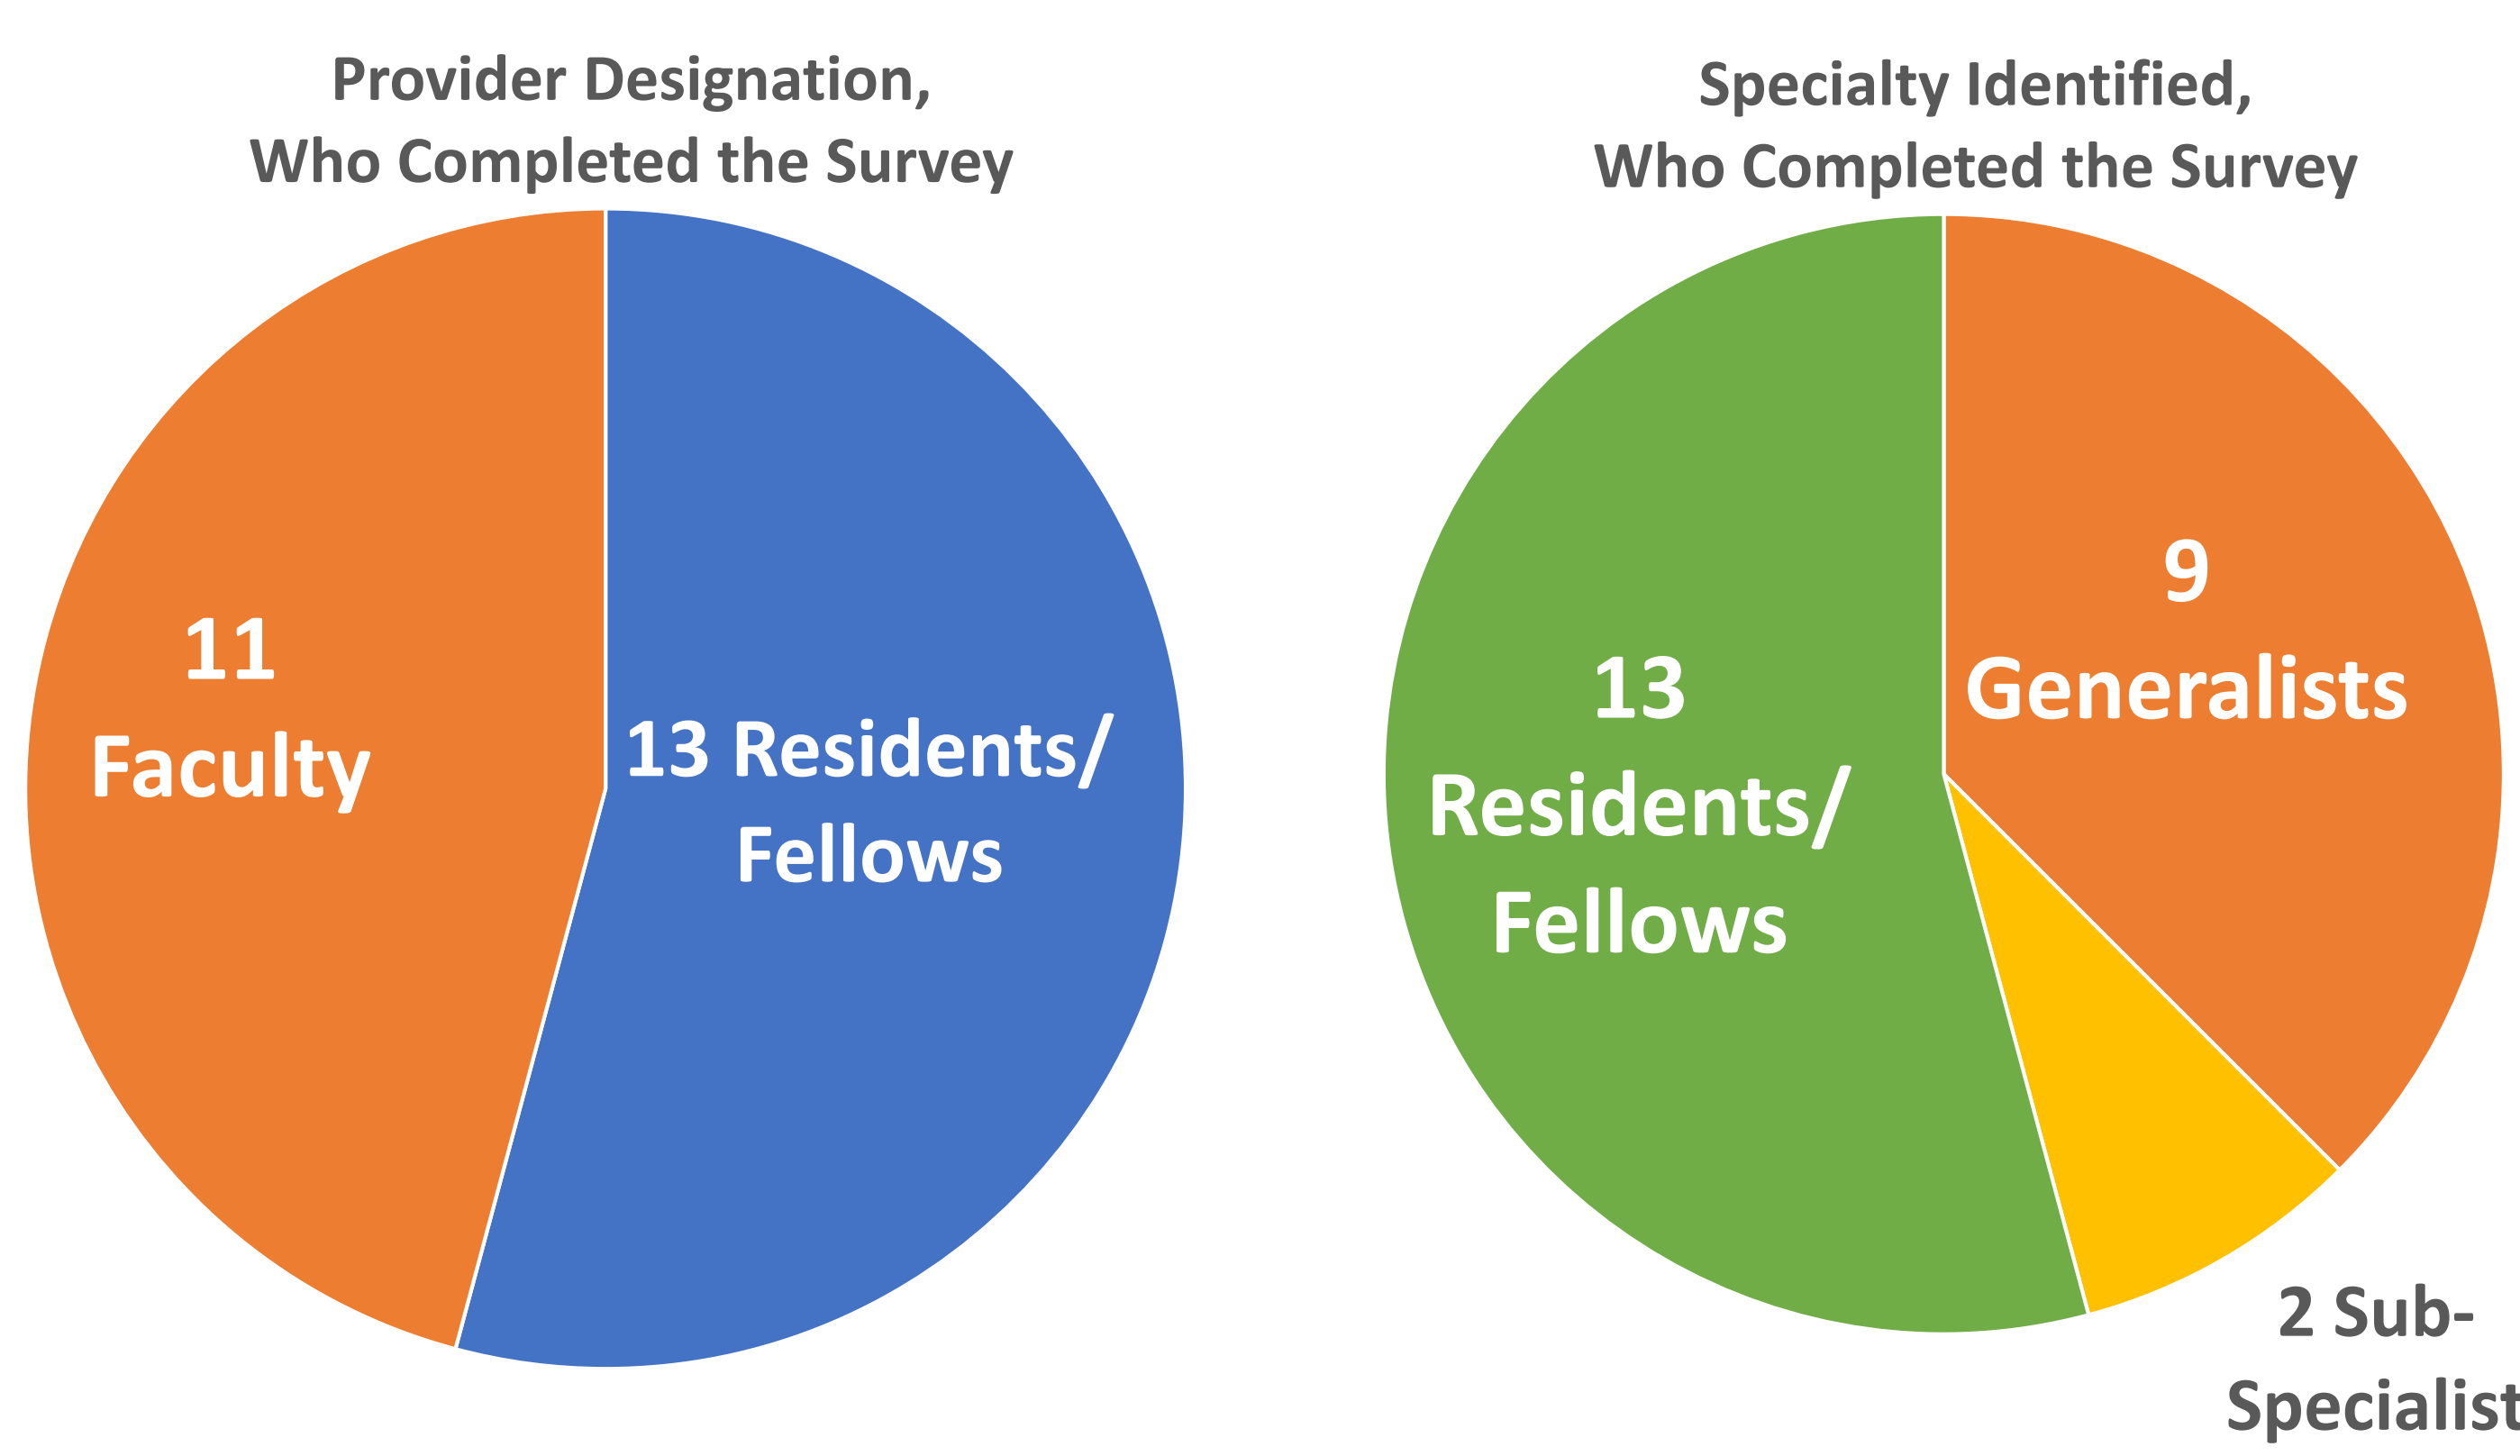 Provider Designation,
Who Completed the Survey
11
Faculty
13 Residents/
Fellows
Specialty Identified,
Who Completed the Survey
9
Generalists
13
Residents/
Fellows
2 Sub-
Specialist